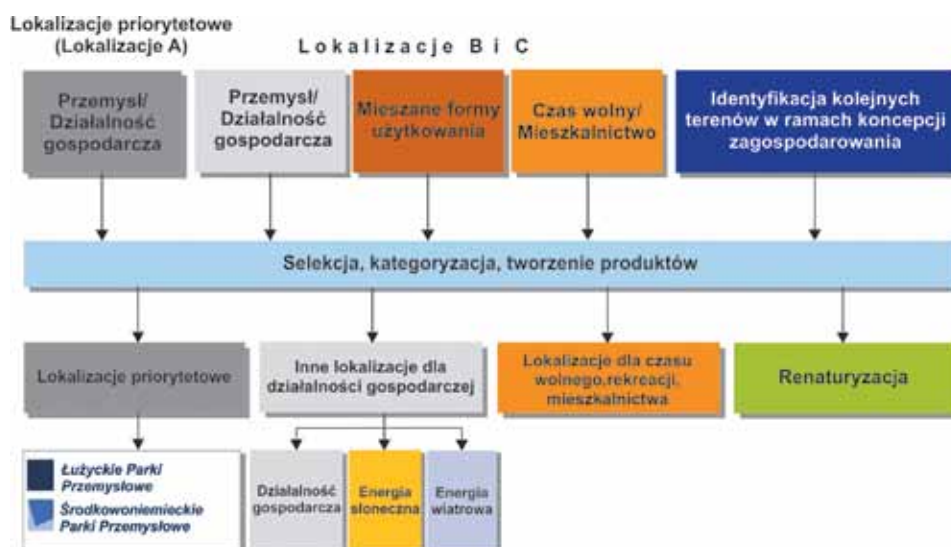 Lokalizacje priorytetowe
(Lokalizacje A)
Lokalizacje B i C
Przemysł/
Działalność
gospodarcza
Przemysł/
Działalność
gospodarcza
Mieszane formy
użytkowania
Czas wolny/
Mieszkalnictwo
Identyfikacja kolejnych
terenów w ramach koncepcji
zagospodarowania
Selekcja, kategoryzacja, tworzenie produktów
Lokalizacje priorytetowe
Inne lokalizacje dla
działalności gospodarczej
Lokalizacje dla czasu
wolnego,rekreacji,
mieszkalnictwa
Renaturyzacja
Łużyckie Parki
Przemysłowe
Środkowoniemieckie
Parki Przemysłowe
Działalność
gospodarcza
Energia
słoneczna
Energia
wiatrowa